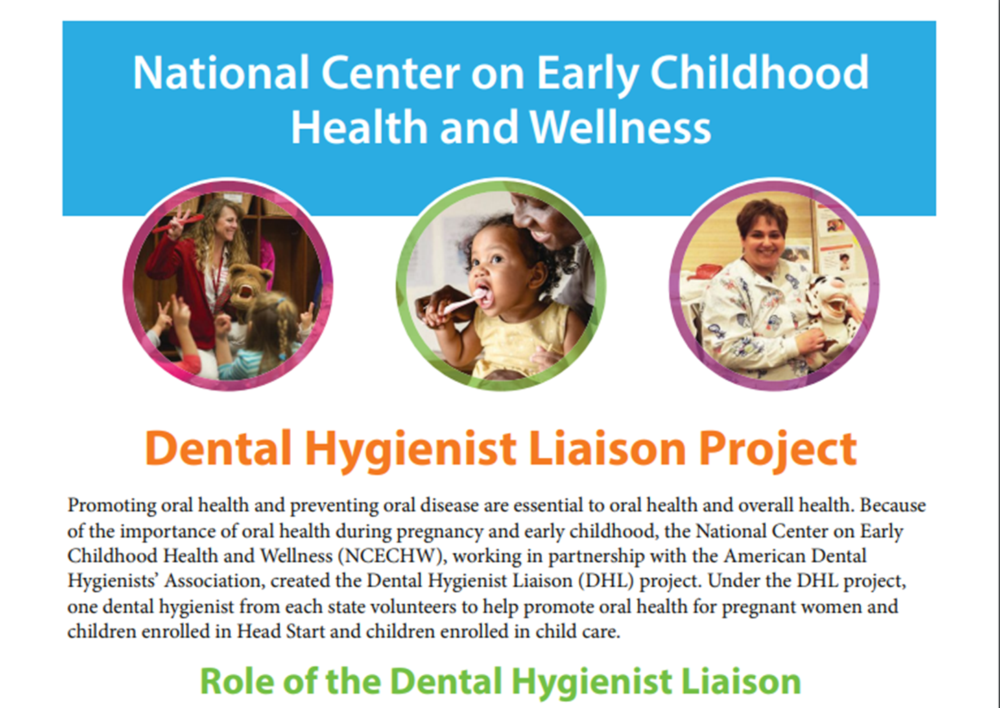 National Center on Early Childhood
Health and Wellness
Dental Hygienist Liaison Project
Promoting oral health and preventing oral disease are essential to oral health and overall health. Because
of the importance of oral health during pregnancy and early childhood, the National Center on Early
Childhood Health and Wellness (NCECHW), working in partnership with the American Dental
Hygienists’ Association, created the Dental Hygienist Liaison (DHL) project. Under the DHL project,
one dental hygienist from each state volunteers to help promote oral health for pregnant women and
children enrolled in Head Start and children enrolled in child care.
Role of the Dental Hygienist Liaison